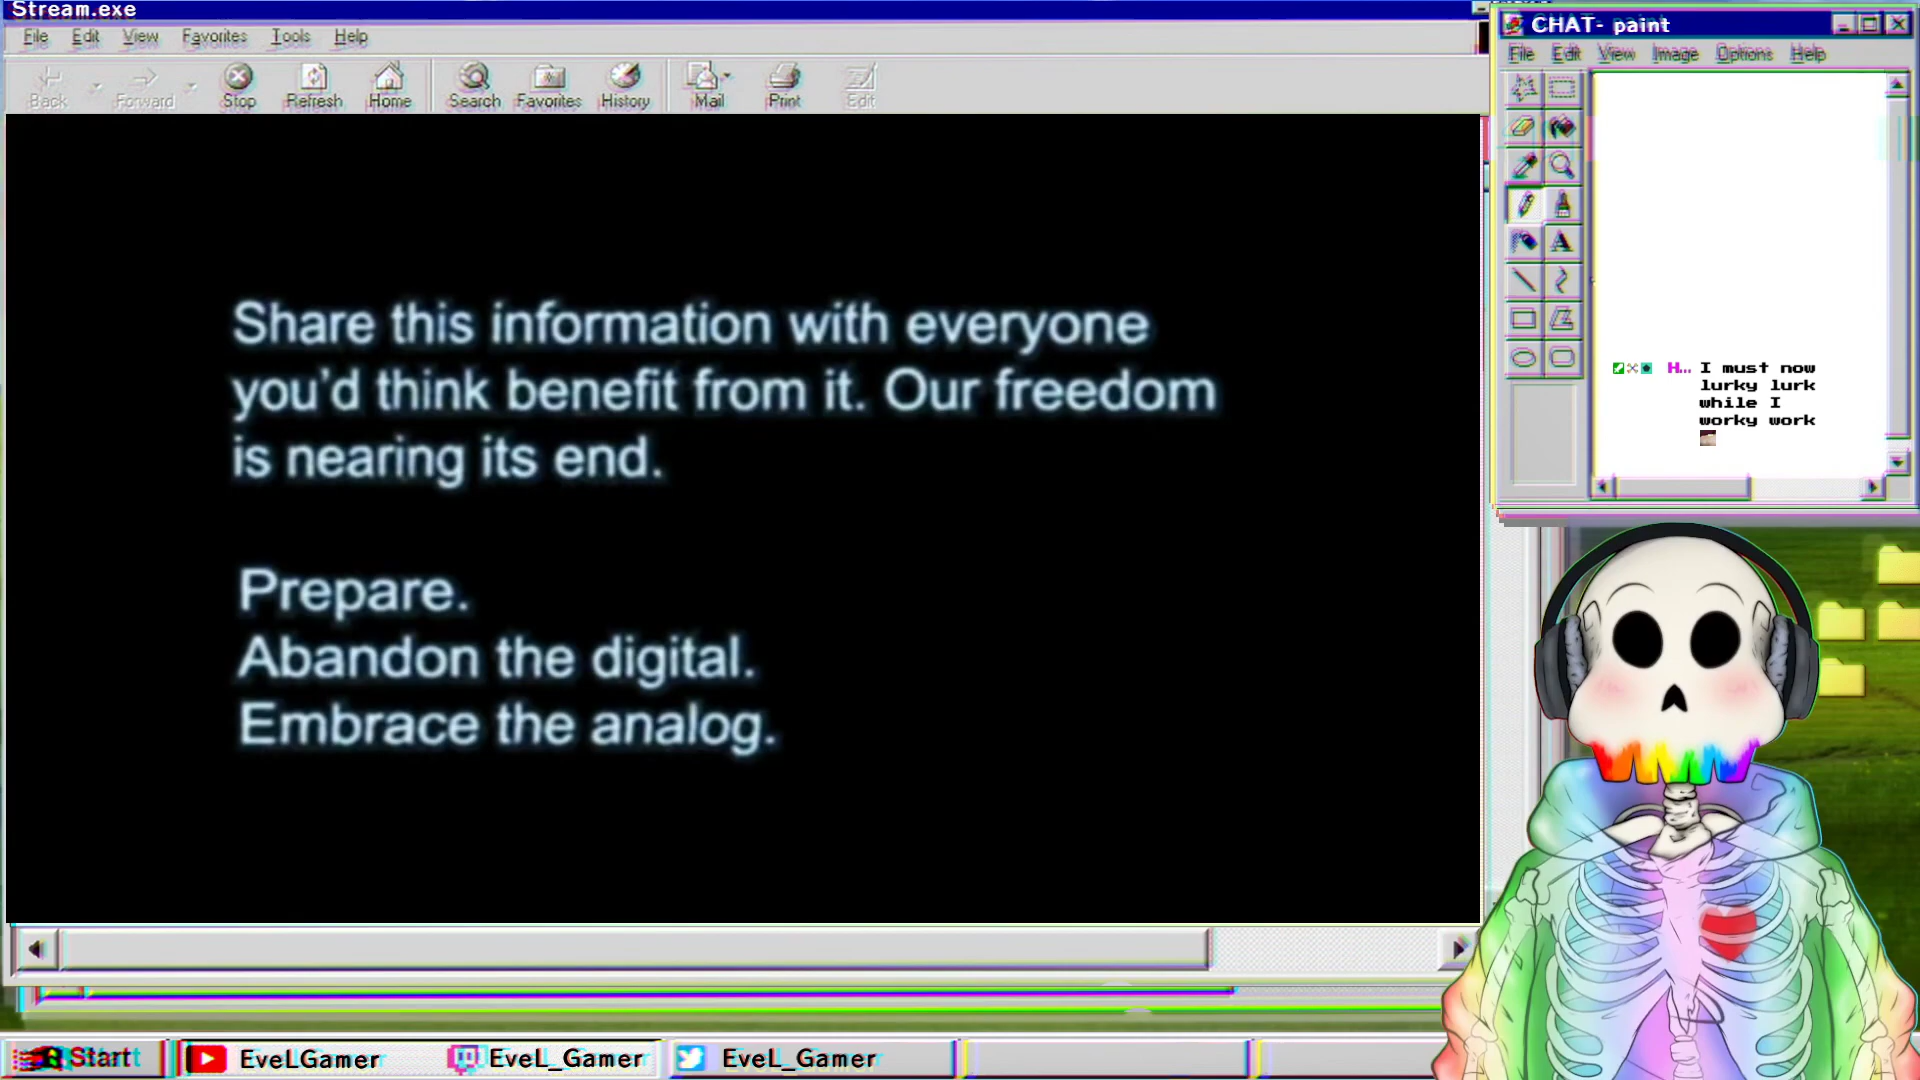 Stream.exe
File Edit View Favorites Tools Help
Back Forward Stop Refresh Home Search Favorites History Mail Print Edit
Share this information with everyone
you'd think benefit from it. Our freedom
is nearing its end.
Prepare.
Abandon the digital.
Embrace the analog.
CHAT- paint
File Edit View Image Options Help
A
H... I must now
lurky lurk
while I
worky work
Start EveLGamer EveL_Gamer EveL_Gamer